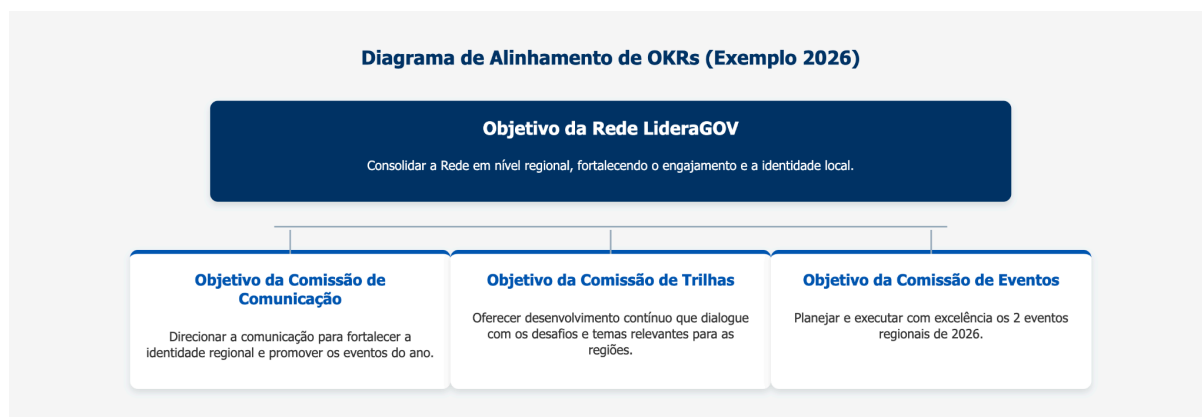 Diagrama de Alinhamento de OKRs (Exemplo 2026)
Objetivo da Rede LideraGOV
Consolidar a Rede em nível regional, fortalecendo o engajamento e a identidade local.
Objetivo da Comissão de
Comunicação
Direcionar a comunicação para fortalecer a
identidade regional e promover os eventos do ano.
Objetivo da Comissão de Trilhas
Oferecer desenvolvimento contínuo que dialogue
com os desafios e temas relevantes para as
regiões.
Objetivo da Comissão de Eventos
Planejar e executar com excelência os 2 eventos
regionais de 2026.